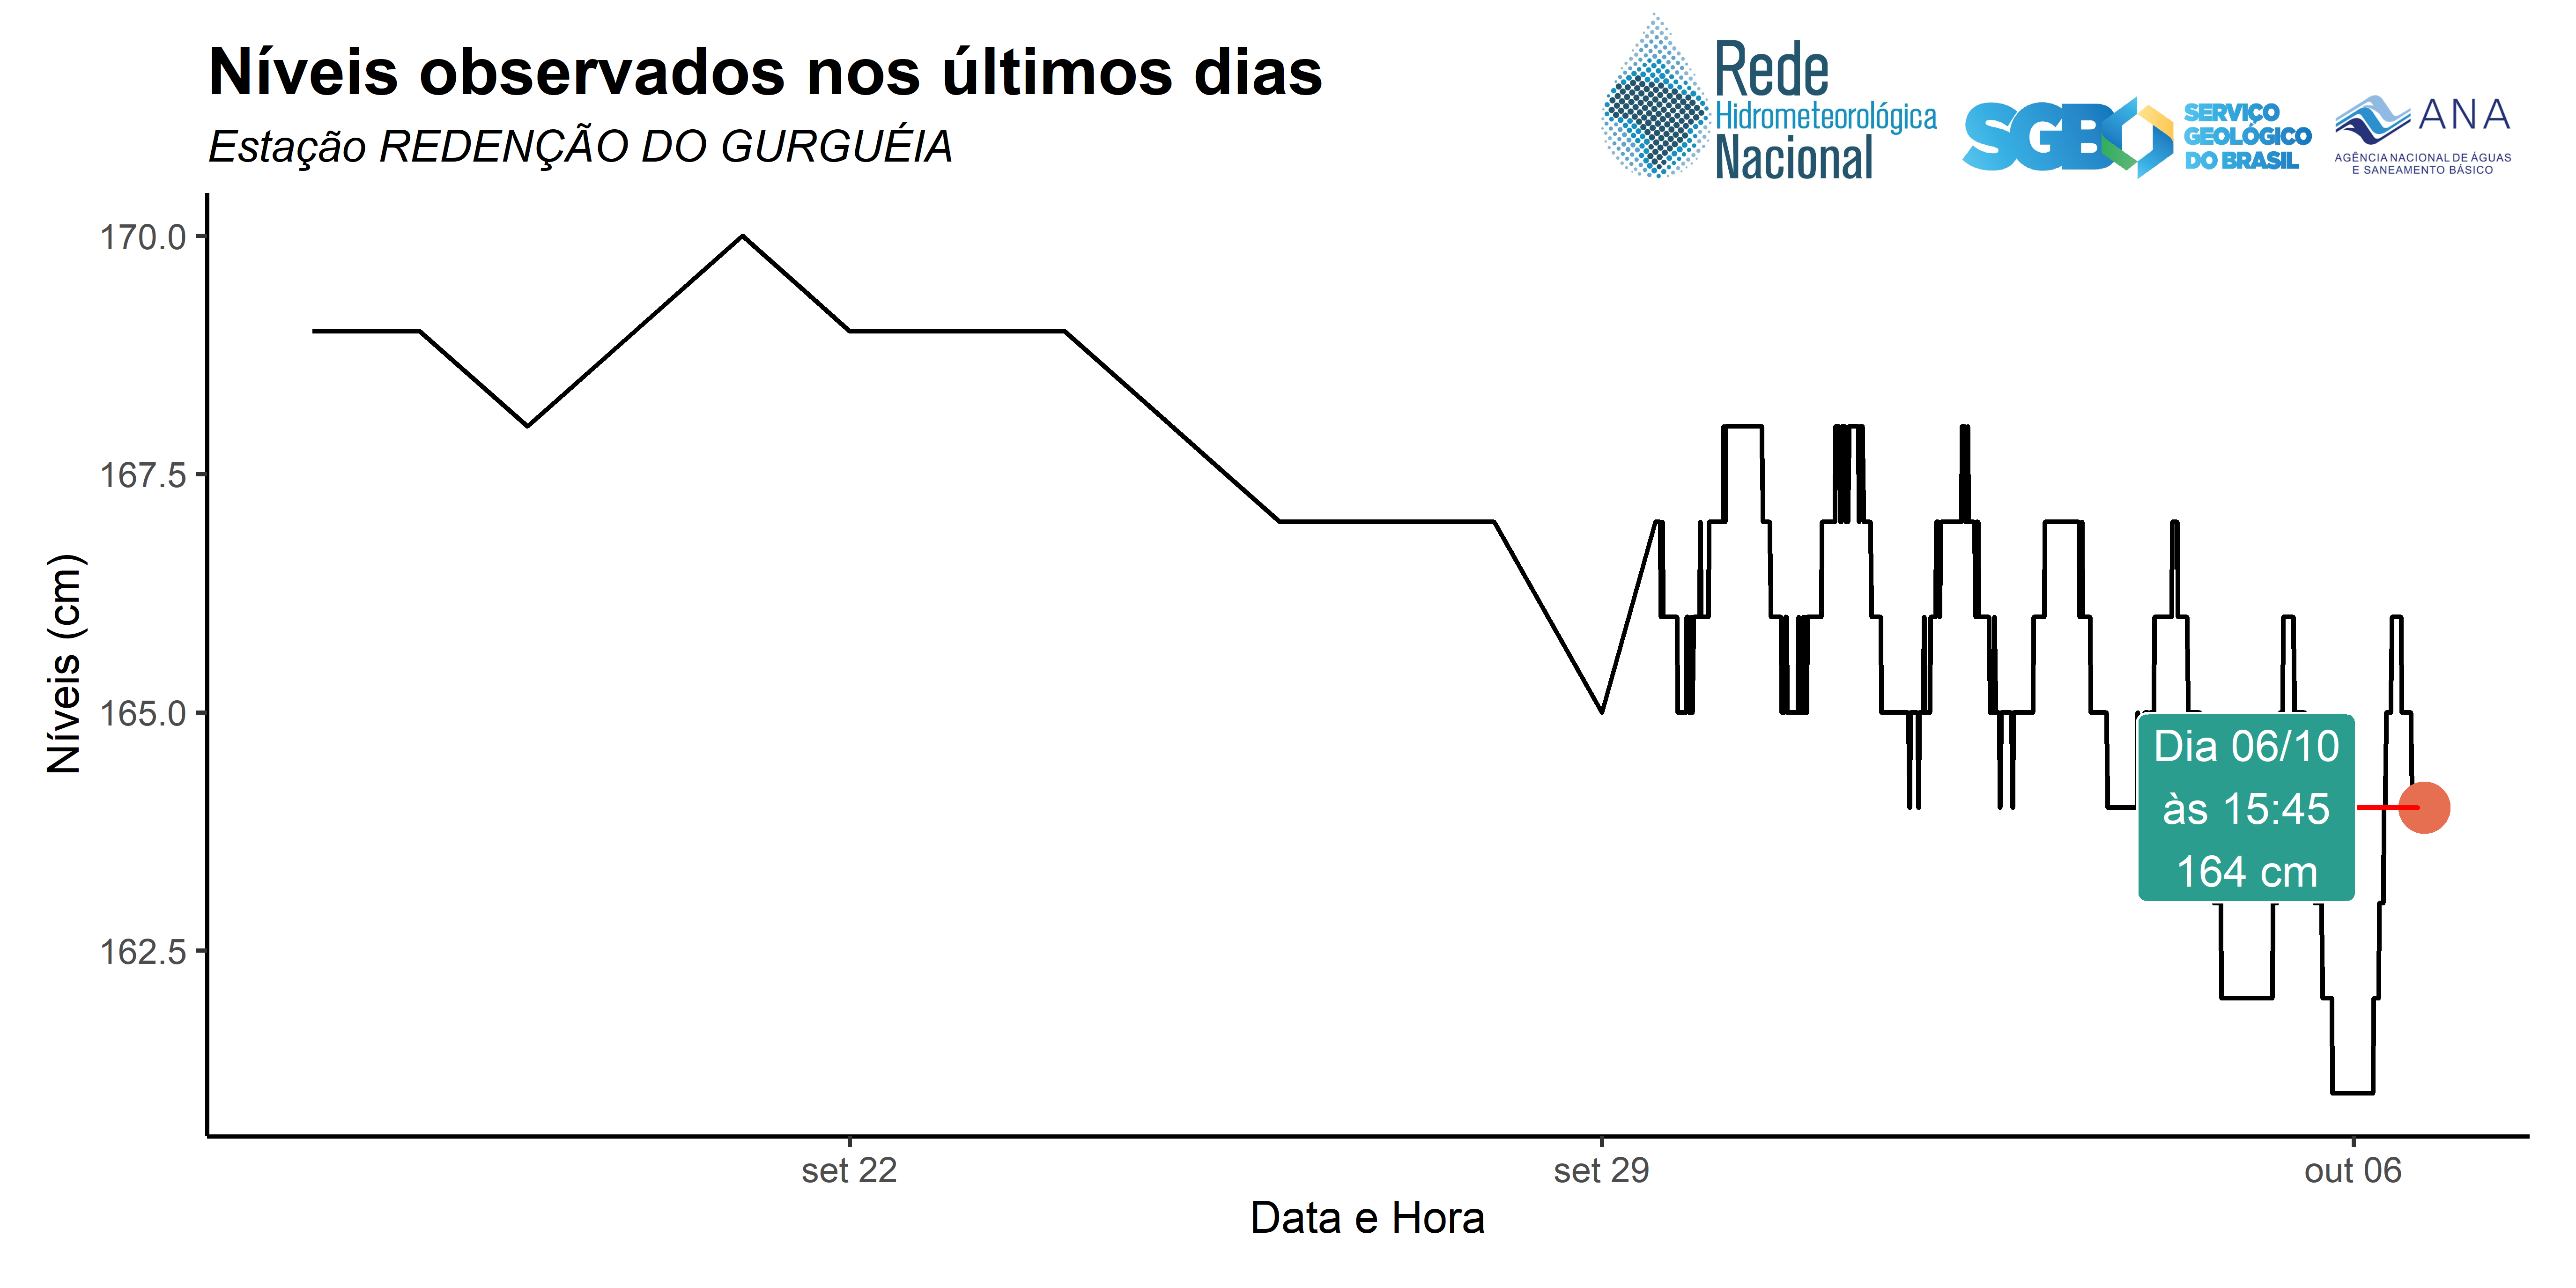 Níveis observados nos últimos dias
Estação REDENÇÃO DO GURGUÉIA
Rede
Hidrometeorológica
Nacional
SGB
SERVIÇO
GEOLÓGICO
DO BRASIL
ANA
AGÊNCIA NACIONAL DE ÁGUAS
E SANEAMENTO BÁSICO
Níveis (cm)
170.0
167.5
165.0
162.5
Dia 06/10
às 15:45
164 cm
set 22
set 29
out 06
Data e Hora